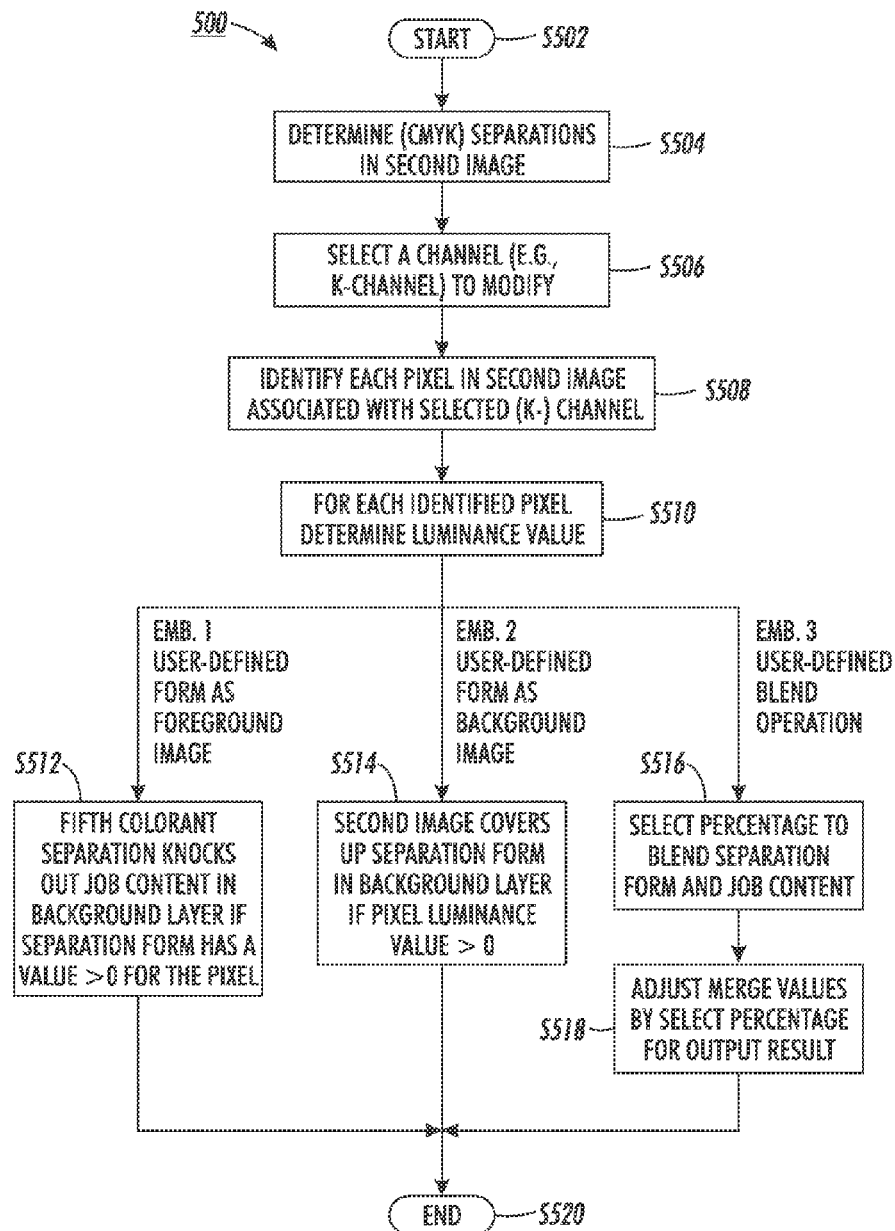 500
START
S502
DETERMINE (CMYK) SEPARATIONS
IN SECOND IMAGE
S504
SELECT A CHANNEL (E.G.,
K-CHANNEL) TO MODIFY
S506
IDENTIFY EACH PIXEL IN SECOND IMAGE
ASSOCIATED WITH SELECTED (K-) CHANNEL
S508
FOR EACH IDENTIFIED PIXEL
DETERMINE LUMINANCE VALUE
S510
EMB. 1
USER-DEFINED
FORM AS
FOREGROUND
IMAGE
EMB. 2
USER-DEFINED
FORM AS
BACKGROUND
IMAGE
EMB. 3
USER-DEFINED
BLEND
OPERATION
S512
FIFTH COLORANT
SEPARATION KNOCKS
OUT JOB CONTENT IN
BACKGROUND LAYER IF
SEPARATION FORM HAS A
VALUE >0 FOR THE PIXEL
S514
SECOND IMAGE COVERS
UP SEPARATION FORM
IN BACKGROUND LAYER
IF PIXEL LUMINANCE
VALUE > 0
S516
SELECT PERCENTAGE TO
BLEND SEPARATION
FORM AND JOB CONTENT
S518
ADJUST MERGE VALUES
BY SELECT PERCENTAGE
FOR OUTPUT RESULT
END
S520